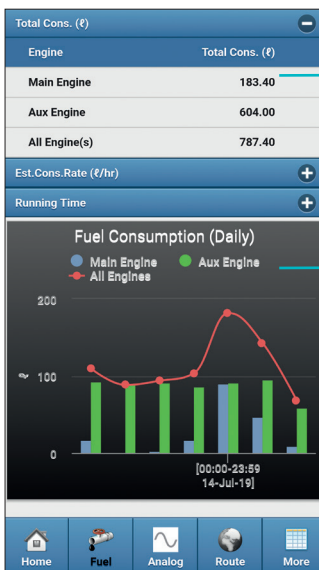 Total Cons. (ℓ)
Engine Total Cons. (ℓ)
Main Engine 183.40
Aux Engine 604.00
All Engine(s) 787.40
Est.Cons.Rate (ℓ/hr)
Running Time
Fuel Consumption (Daily)
Main Engine Aux Engine
All Engines
200
ℓ 100
0
[00:00-23:59
14-Jul-19]
Home Fuel Analog Route More